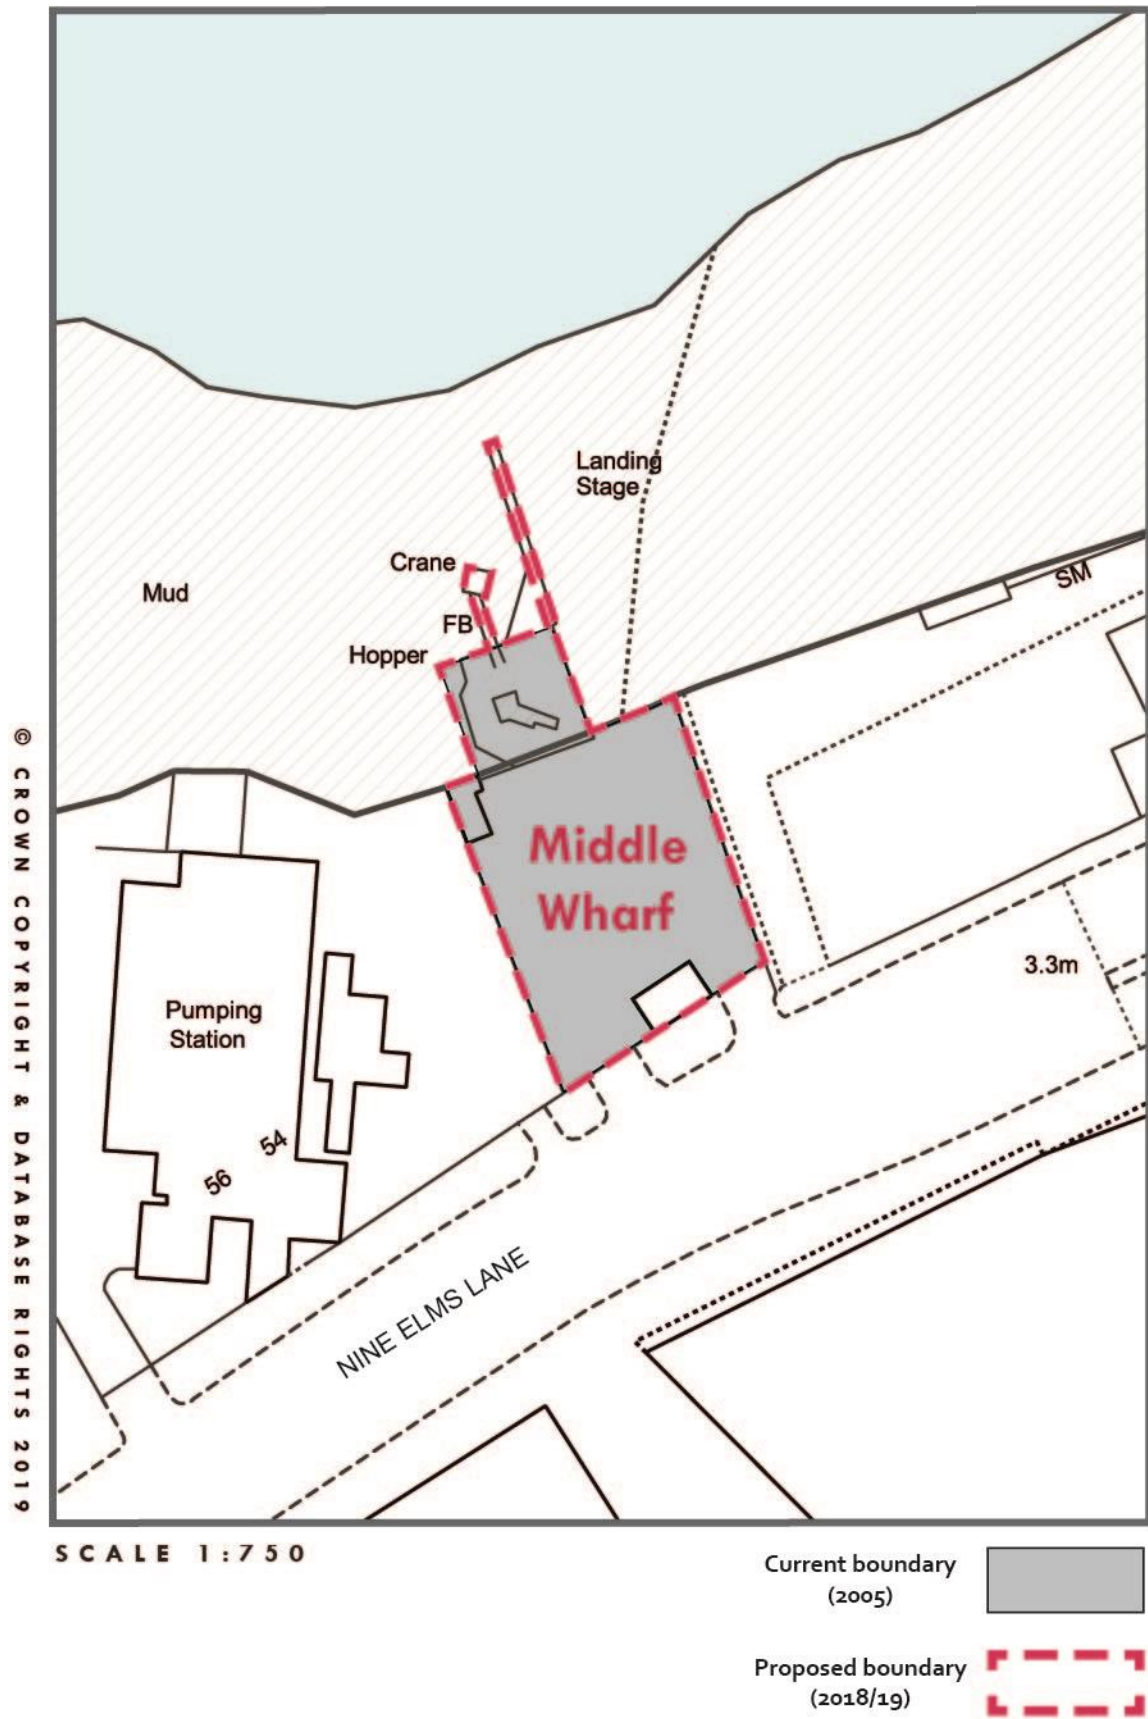 Landing
Stage
Crane
Mud
FB
Hopper
SM
Middle
Wharf
3.3m
Pumping
Station
54
56
NINE ELMS LANE
© CROWN COPYRIGHT & DATABASE RIGHTS 2019
SCALE 1:750
Current boundary
(2005)
Proposed boundary
(2018/19)